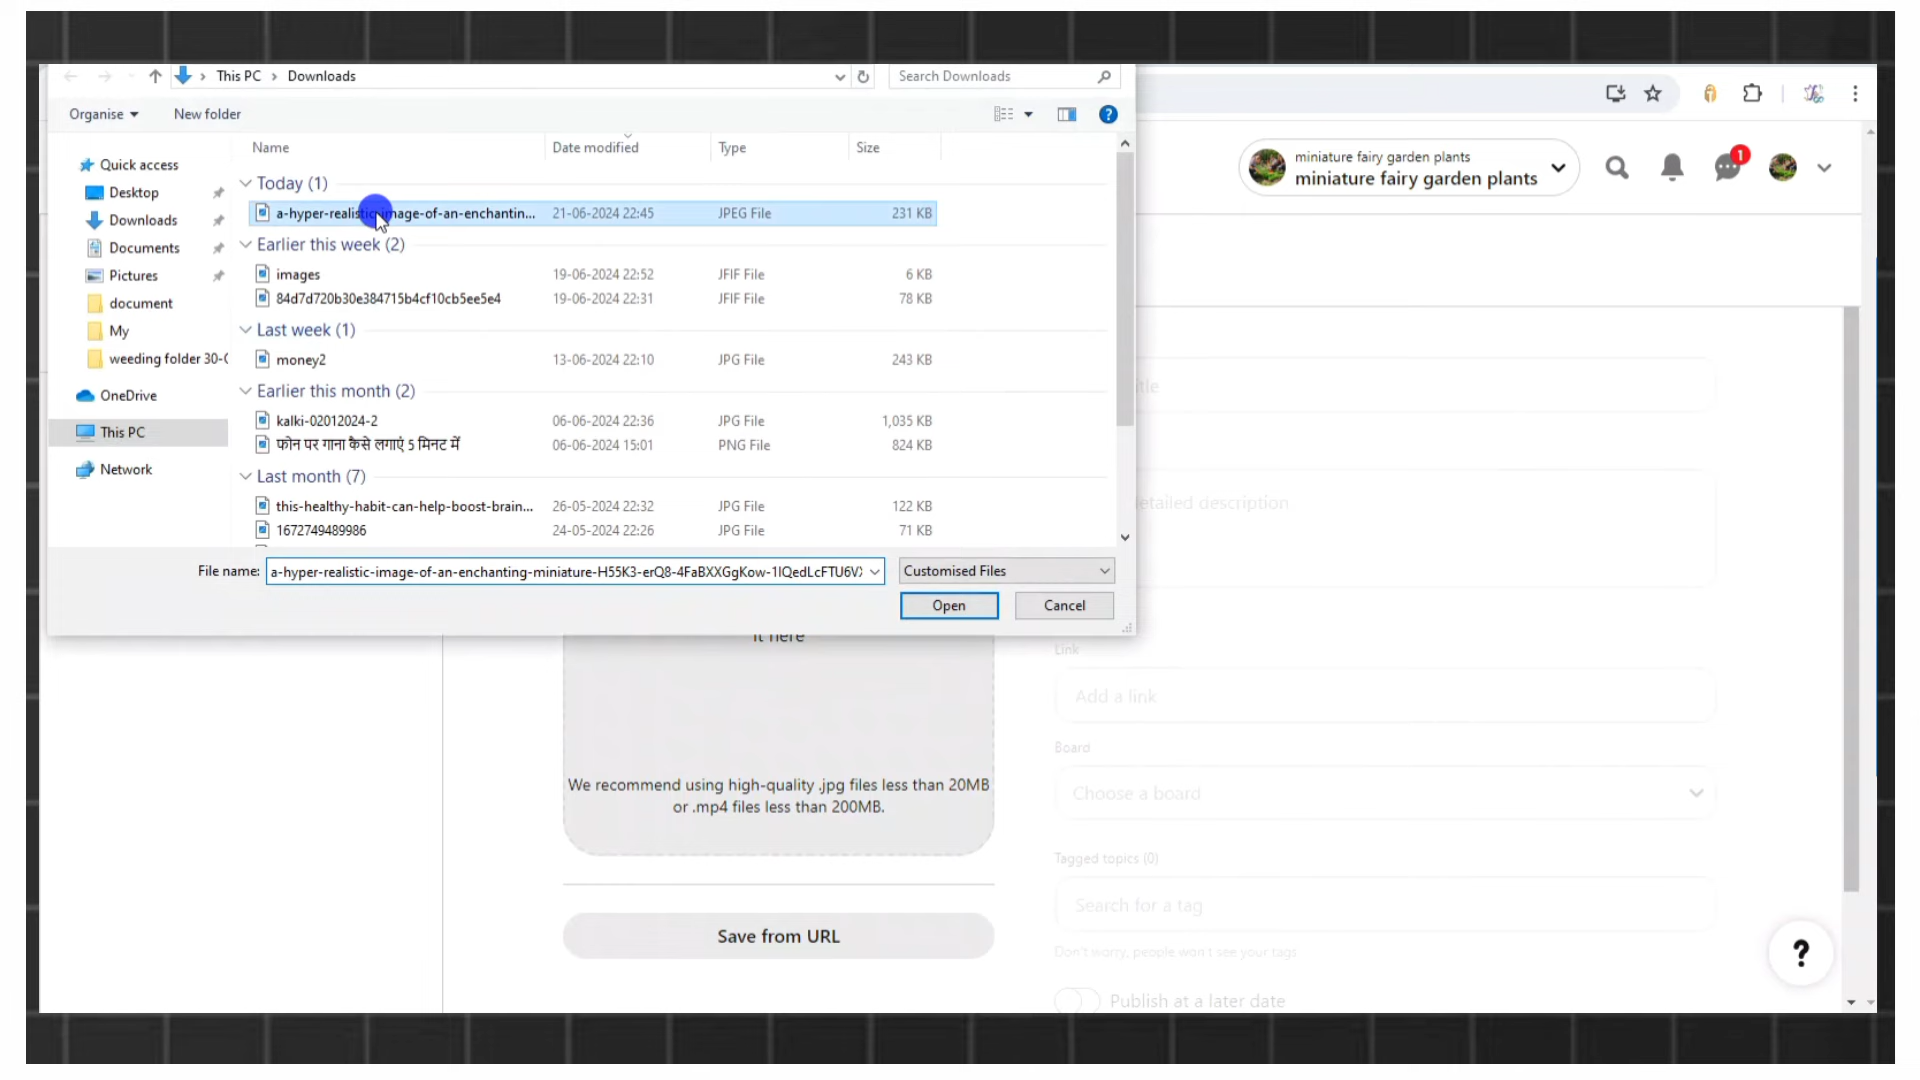 This PC > Downloads
Search Downloads
Organise
New folder
Name
Date modified
Type
Size
Quick access
Desktop
Downloads
Documents
Pictures
document
My
weeding folder 30-
OneDrive
This PC
Network
Today (1)
a-hyper-realistic-image-of-an-enchantin... 21-06-2024 22:45 JPEG File 231 KB
Earlier this week (2)
images 19-06-2024 22:52 JFIF File 6 KB
84d7d720b30e384715b4cf10cb5ee5e4 19-06-2024 22:31 JFIF File 78 KB
Last week (1)
money2 13-06-2024 22:10 JPG File 243 KB
Earlier this month (2)
kalki-02012024-2 06-06-2024 22:36 JPG File 1,035 KB
फोन पर गाना कैसे लगाएं 5 मिनट में 06-06-2024 15:01 PNG File 824 KB
Last month (7)
this-healthy-habit-can-help-boost-brain... 26-05-2024 22:32 JPG File 122 KB
1672749489986 24-05-2024 22:26 JPG File 71 KB
File name: a-hyper-realistic-image-of-an-enchanting-miniature-H55K3-erQ8-4FaBXXGgKow-1IQedLcFTU6V
Customised Files
Open
Cancel
miniature fairy garden plants
miniature fairy garden plants
1
detailed description
it here
We recommend using high-quality .jpg files less than 20MB
or .mp4 files less than 200MB.
Save from URL
Link
Add a link
Board
Choose a board
Tagged topics (0)
Search for a tag
Don't worry, people won't see your tags
Publish at a later date
?